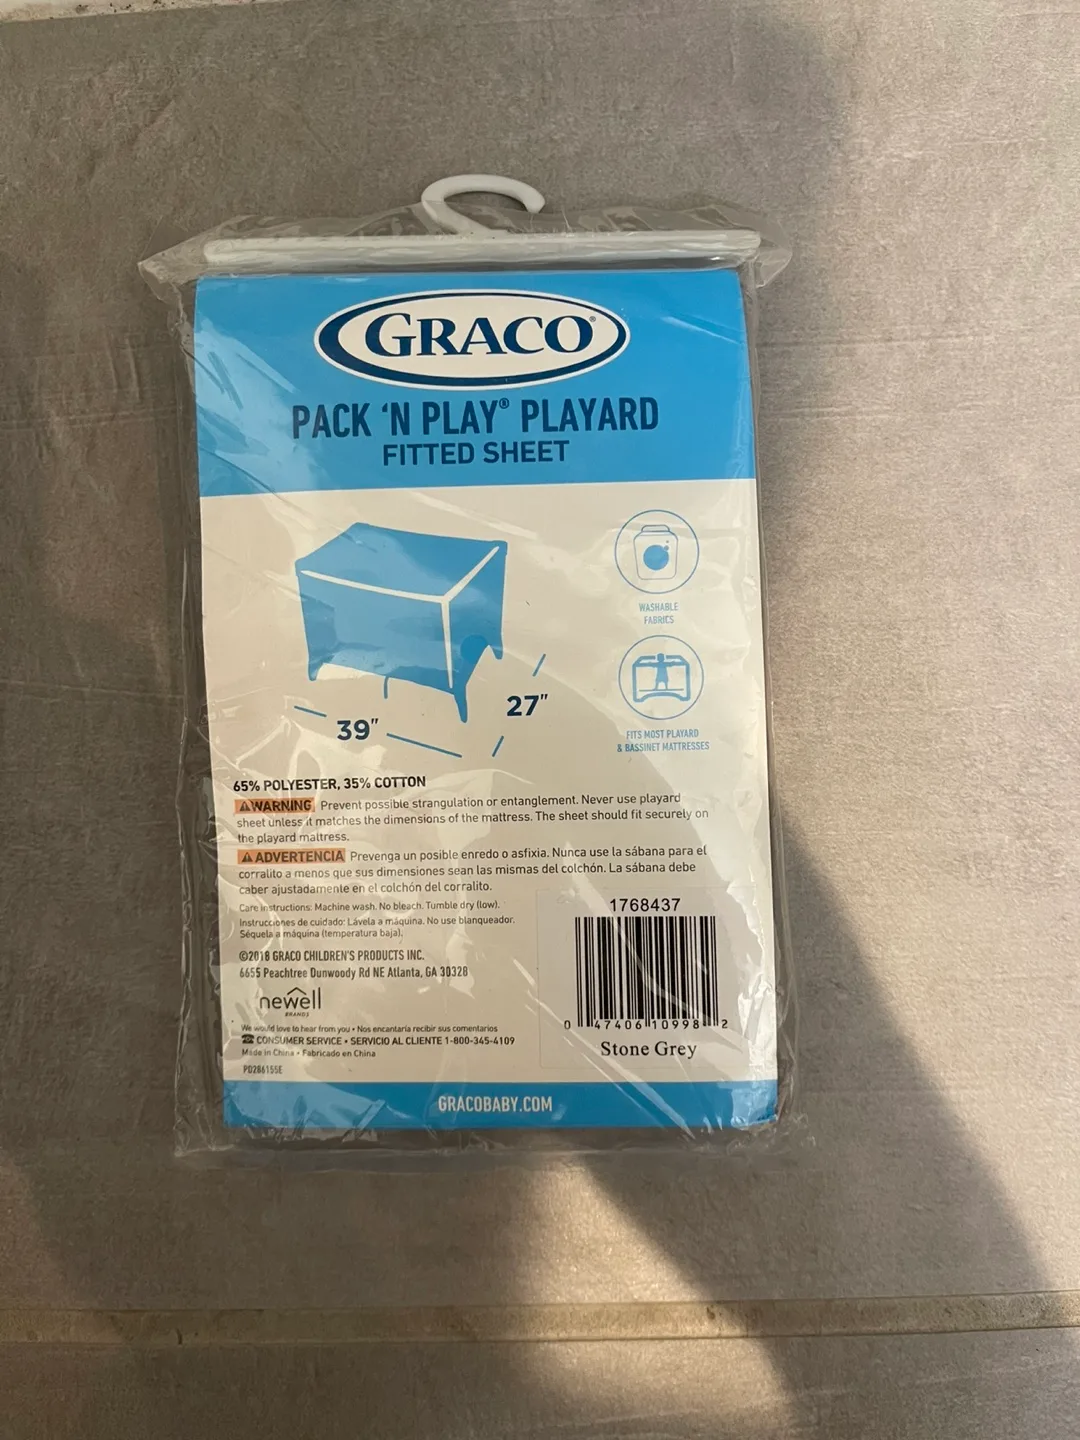 GRACO®
PACK 'N PLAY® PLAYARD
FITTED SHEET
WASHABLE
FABRICS
39"
27"
FITS MOST PLAYARD
& BASSINET MATTRESSES
65% POLYESTER, 35% COTTON
⚠WARNING Prevent possible strangulation or entanglement. Never use playard
sheet unless it matches the dimensions of the mattress. The sheet should fit securely on
the playard mattress.
⚠ADVERTENCIA Prevenga un posible enredo o asfixia. Nunca use la sábana para el
corralito a menos que sus dimensiones sean las mismas del colchón. La sábana debe
caber ajustadamente en el colchón del corralito.
Care instructions: Machine wash. No bleach. Tumble dry (low).
Instrucciones de cuidado: Lávela a máquina. No use blanqueador.
Séquela a máquina (temperatura baja).
©2018 GRACO CHILDREN'S PRODUCTS INC.
6655 Peachtree Dunwoody Rd NE Atlanta, GA 30328
newell
BRANDS
We would love to hear from you • Nos encantaría recibir sus comentarios
☎ CONSUMER SERVICE • SERVICIO AL CLIENTE 1-800-345-4109
Made in China • Fabricado en China
PD286155E
1768437
0 47406 10998 2
Stone Grey
GRACOBABY.COM